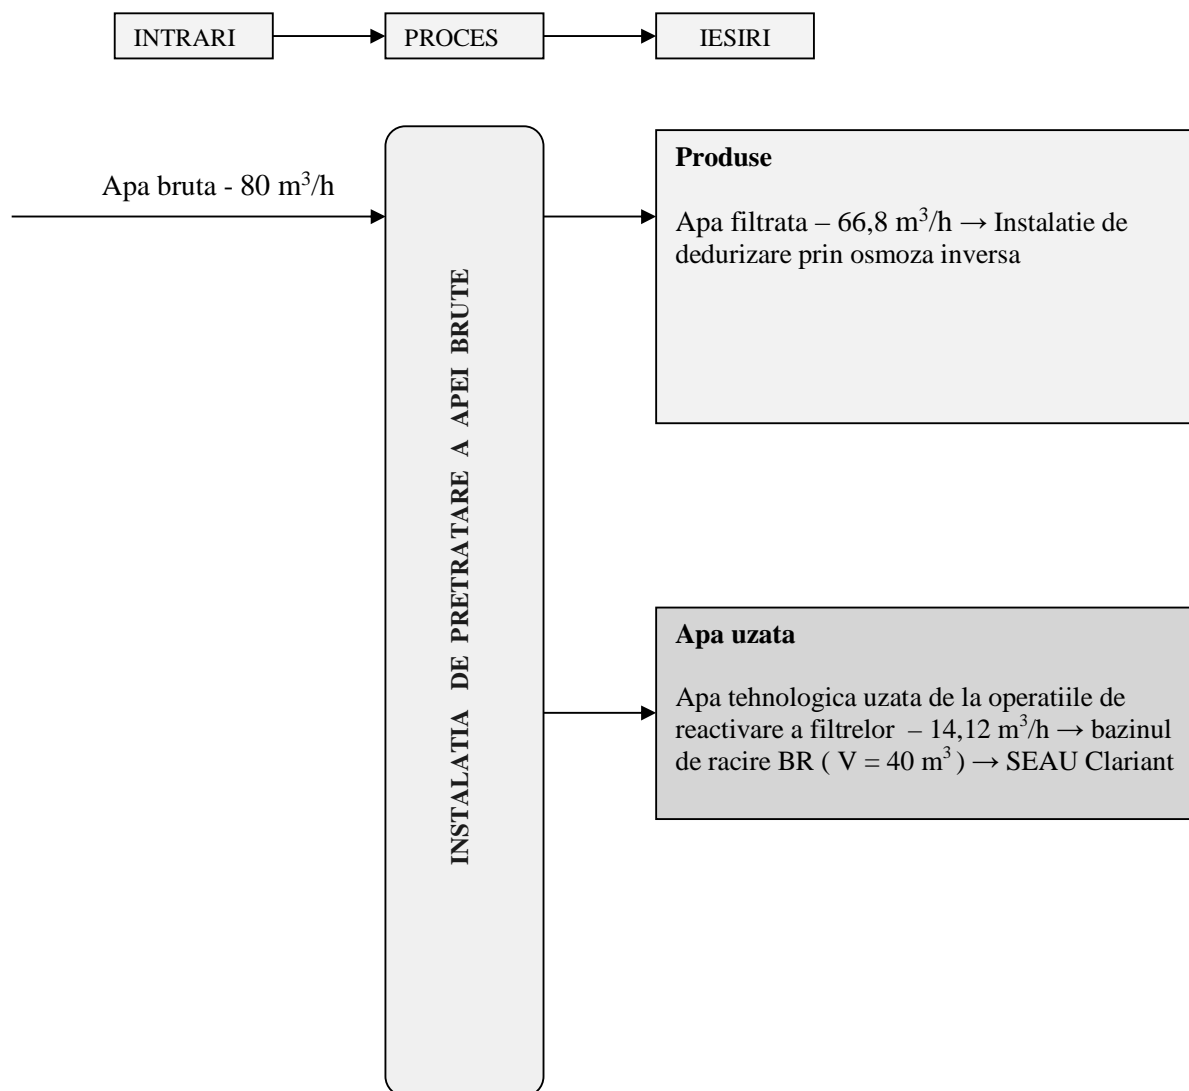 INTRARI
PROCES
IESIRI
Apa bruta - 80 m³/h
INSTALATIA DE PRETRATARE A APEI BRUTE
Produse
Apa filtrata – 66,8 m³/h → Instalatie de
dedurizare prin osmoza inversa
Apa uzata
Apa tehnologica uzata de la operatiile de
reactivare a filtrelor – 14,12 m³/h → bazinul
de racire BR ( V = 40 m³ ) → SEAU Clariant